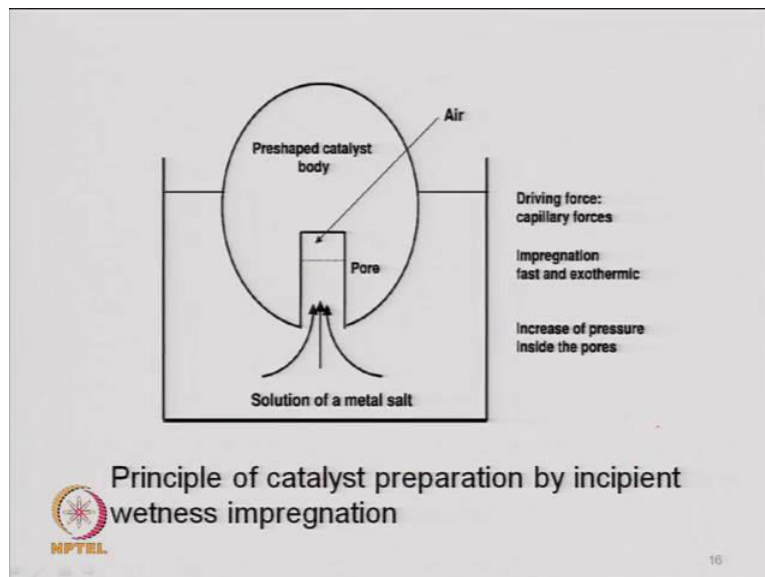 Air
Preshaped catalyst
body
Driving force:
capillary forces
Pore
Impregnation
fast and exothermic
Increase of pressure
Inside the pores
Solution of a metal salt
Principle of catalyst preparation by incipient
wetness impregnation
NPTEL
16